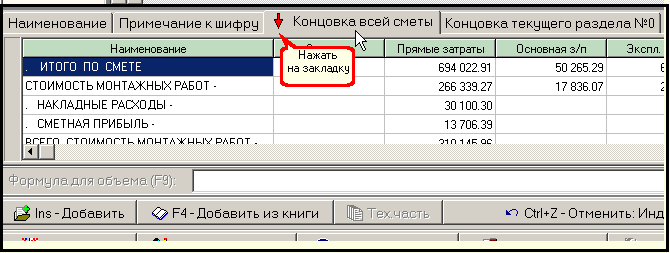 Наименование Примечание к шифру Концовка всей сметы Концовка текущего раздела №0
Наименование Прямые затраты Основная з/п Экспл.
Нажать
на закладку
. ИТОГО ПО СМЕТЕ 694 022.91 50 265.29
СТОИМОСТЬ МОНТАЖНЫХ РАБОТ - 266 339.27 17 836.07
. НАКЛАДНЫЕ РАСХОДЫ - 30 100.30
. СМЕТНАЯ ПРИБЫЛЬ - 13 706.39
ВСЕГО, СТОИМОСТЬ МОНТАЖНЫХ РАБОТ - 310 145.96
Формула для объема (F9):
Ins - Добавить F4 - Добавить из книги Тех.часть Ctrl+Z - Отменить: Инд